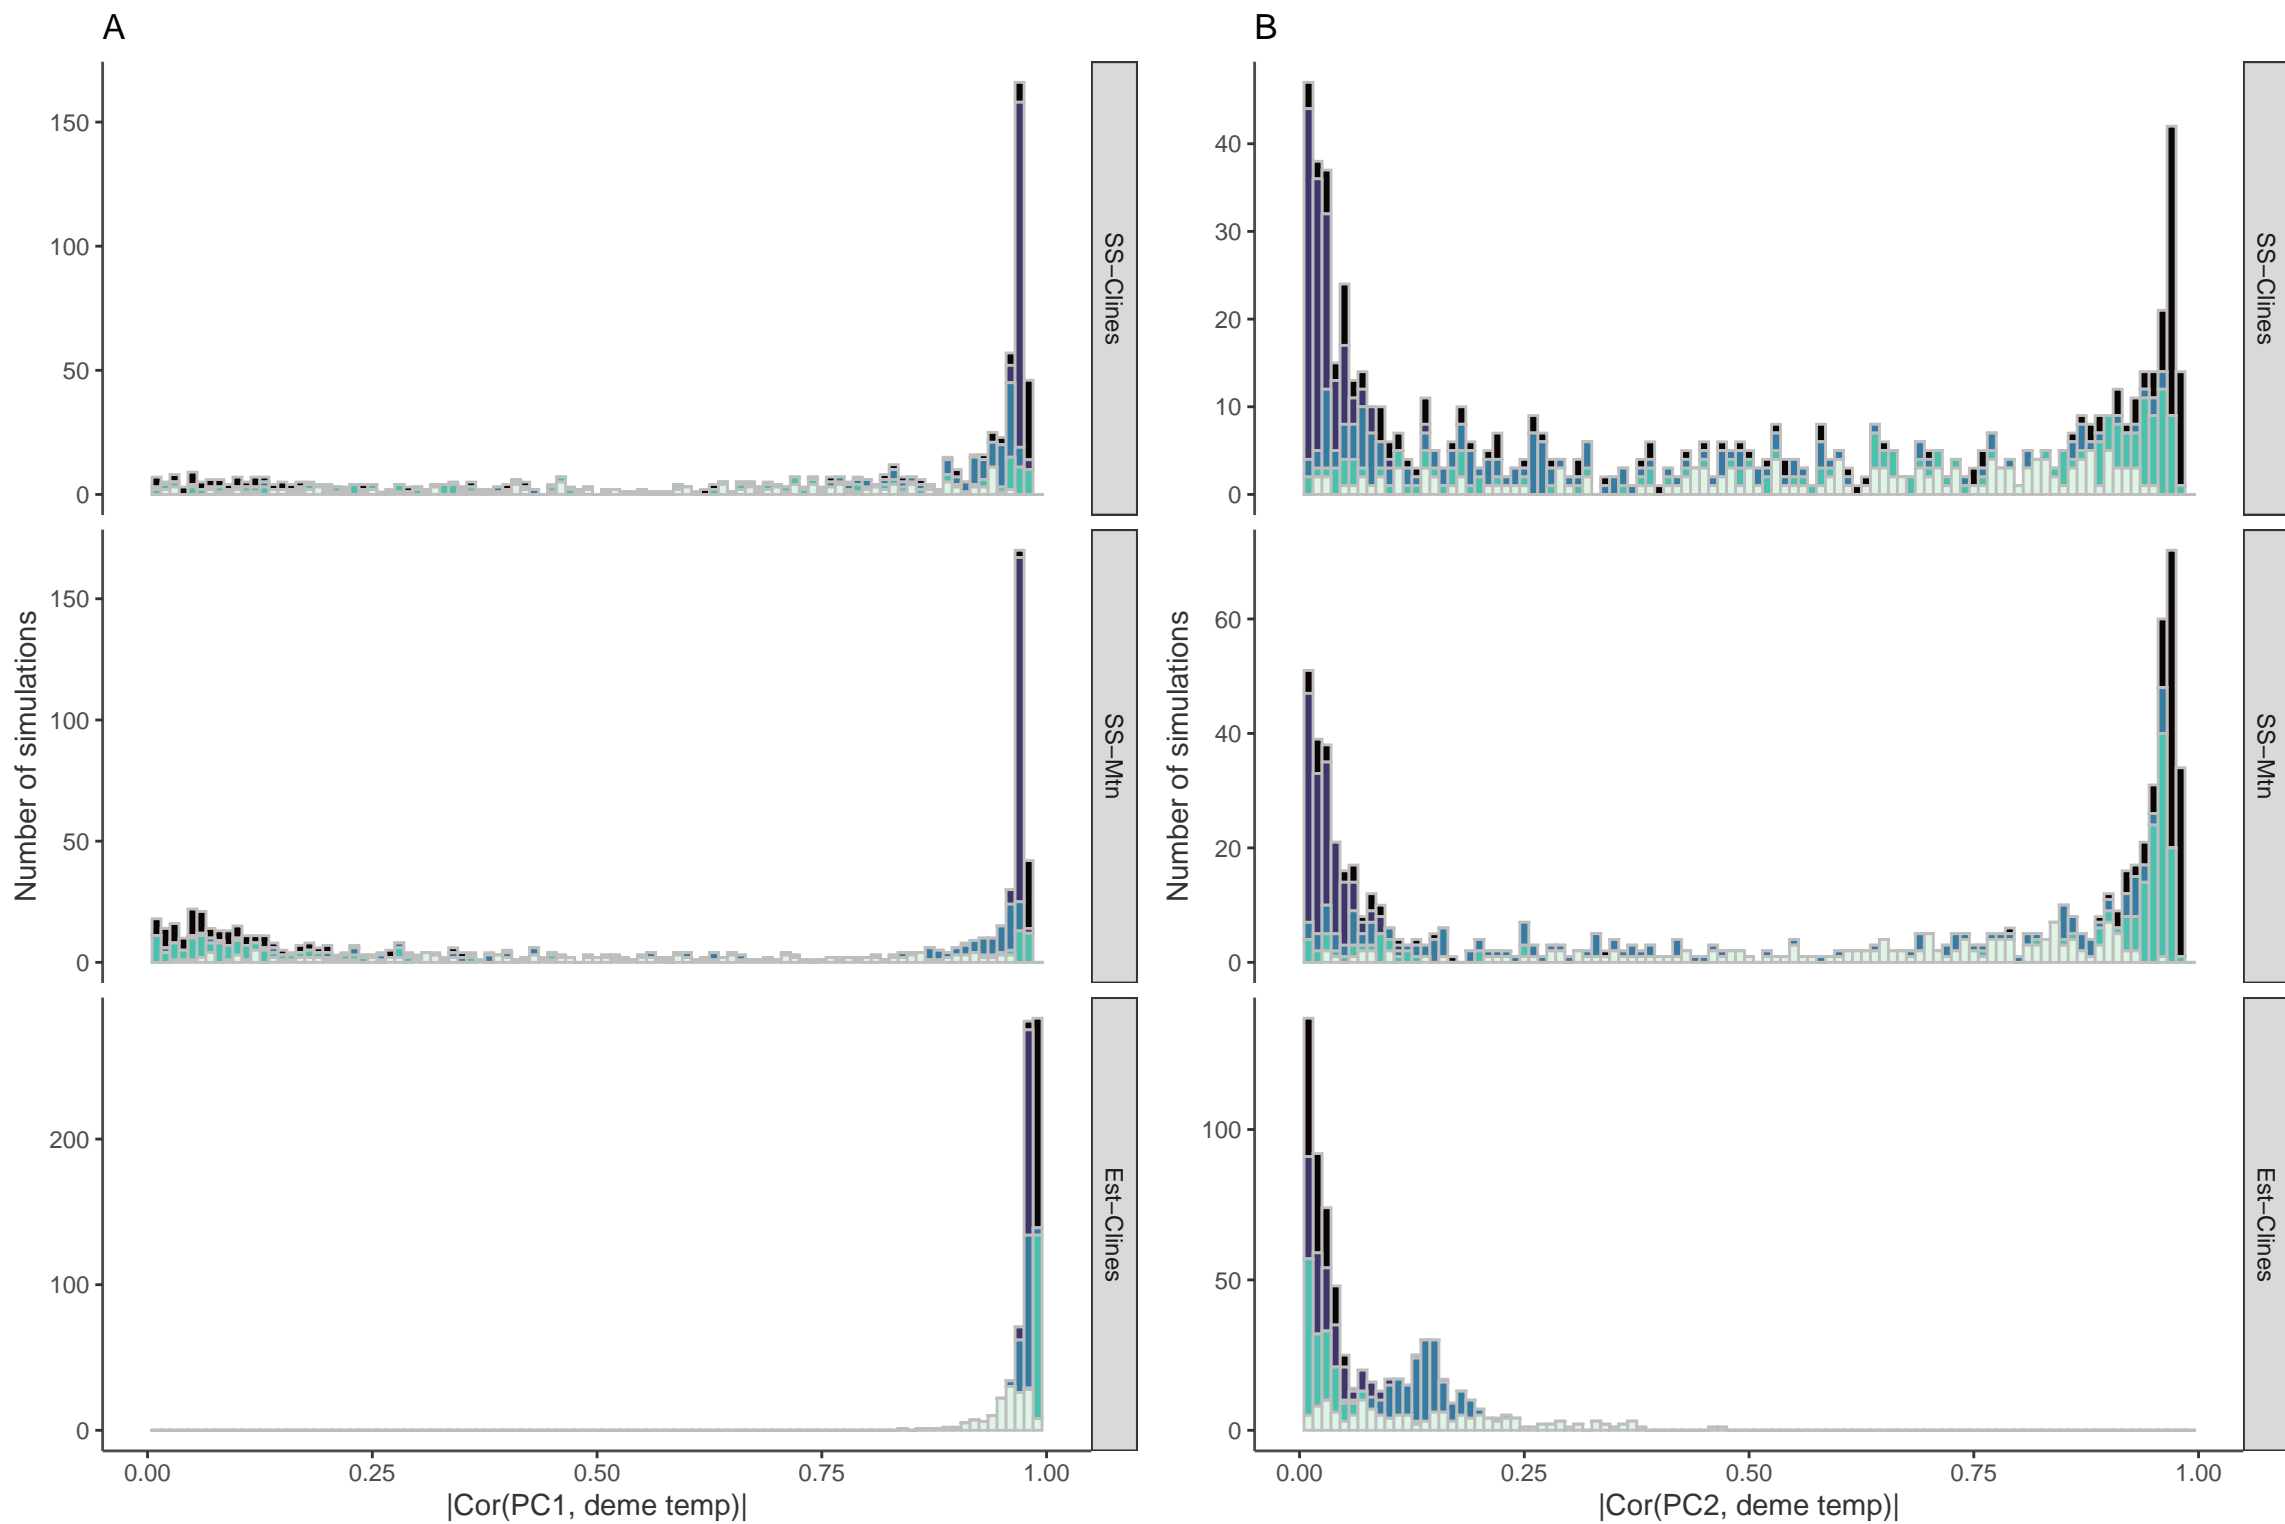 A
Number of simulations
150
100
50
0
SS−Clines
150
100
50
0
SS−Mtn
200
100
0
Est−Clines
0.00 0.25 0.50 0.75 1.00
|Cor(PC1, deme temp)|
B
Number of simulations
40
30
20
10
0
SS−Clines
60
40
20
0
SS−Mtn
100
50
0
Est−Clines
0.00 0.25 0.50 0.75 1.00
|Cor(PC2, deme temp)|